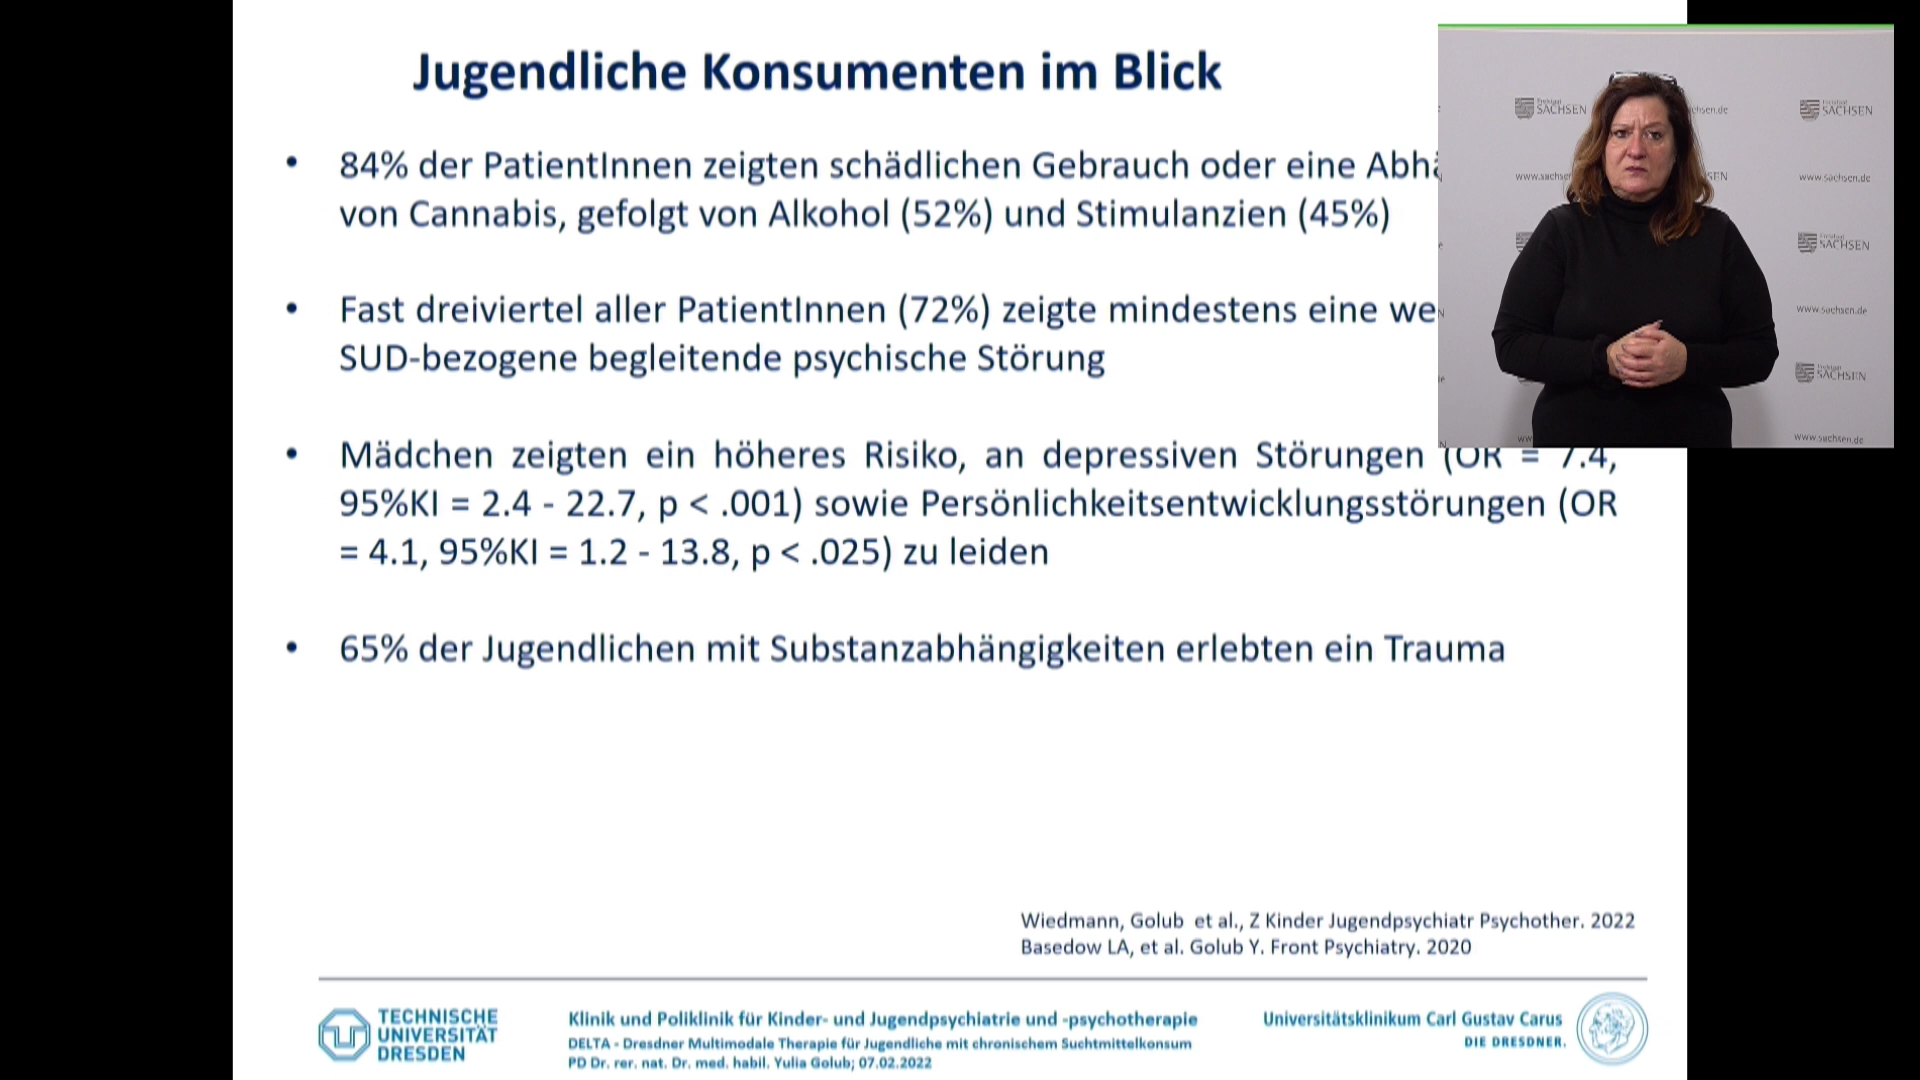 Jugendliche Konsumenten im Blick
• 84% der PatientInnen zeigten schädlichen Gebrauch oder eine
von Cannabis, gefolgt von Alkohol (52%) und Stimulanzien (45%)
• Fast dreiviertel aller PatientInnen (72%) zeigte mindestens eine
SUD-bezogene begleitende psychische Störung
• Mädchen zeigten ein höheres Risiko, an depressiven Störungen (OR = 7.4,
95%KI = 2.4 - 22.7, p < .001) sowie Persönlichkeitsentwicklungsstörungen (OR
= 4.1, 95%KI = 1.2 - 13.8, p < .025) zu leiden
• 65% der Jugendlichen mit Substanzabhängigkeiten erlebten ein Trauma
Freistaat
SACHSEN
Freistaat
SACHSEN
www.sachsen.de
SACHSEN
www.sachsen.de
SACHSEN
www.sachsen.de
Wiedmann, Golub et al., Z Kinder Jugendpsychiatr Psychother. 2022
Basedow LA, et al. Golub Y. Front Psychiatry. 2020
TECHNISCHE
UNIVERSITÄT
DRESDEN
Klinik und Poliklinik für Kinder- und Jugendpsychiatrie und -psychotherapie
DELTA - Dresdner Multimodale Therapie für Jugendliche mit chronischem Suchtmittelkonsum
PD Dr. rer. nat. Dr. med. habil. Yulia Golub; 07.02.2022
Universitätsklinikum Carl Gustav Carus
DIE DRESDNER.